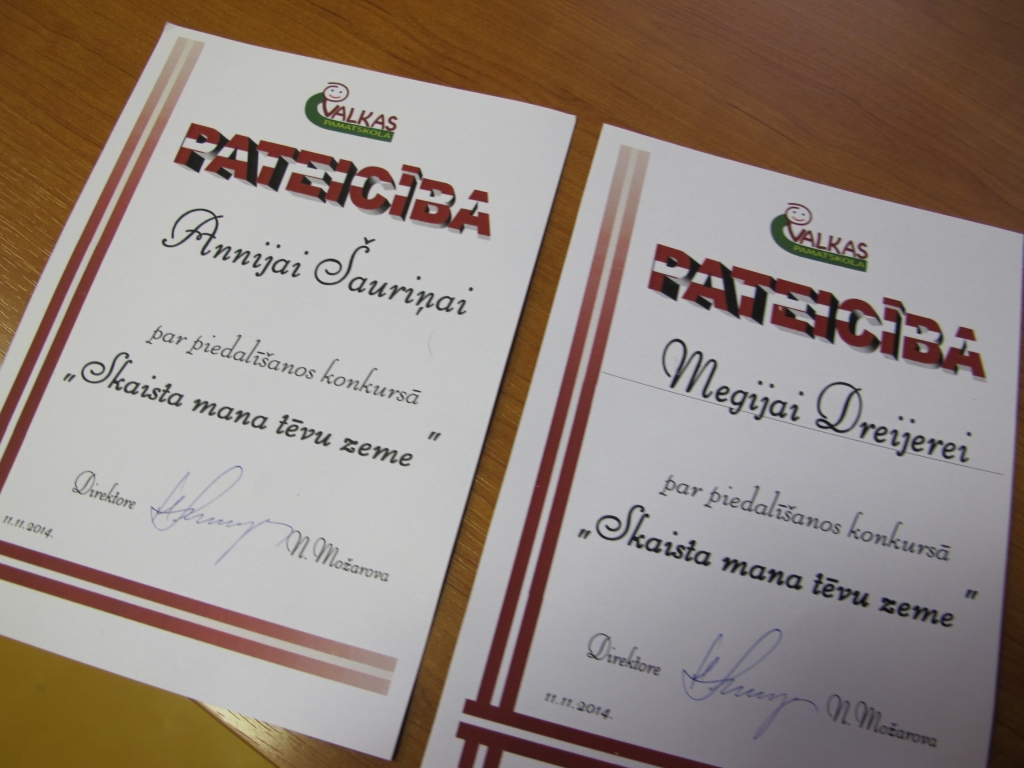 VALKAS
PAMATSKOLA
PATEICĪBA
Annijai Šauriņai
par piedalīšanos konkursā
„Skaista mana tēvu zeme”
Direktore N. Možarova
11.11.2014.
VALKAS
PAMATSKOLA
PATEICĪBA
Megijai Dreijerei
par piedalīšanos konkursā
„Skaista mana tēvu zeme”
Direktore N. Možarova
11.11.2014.